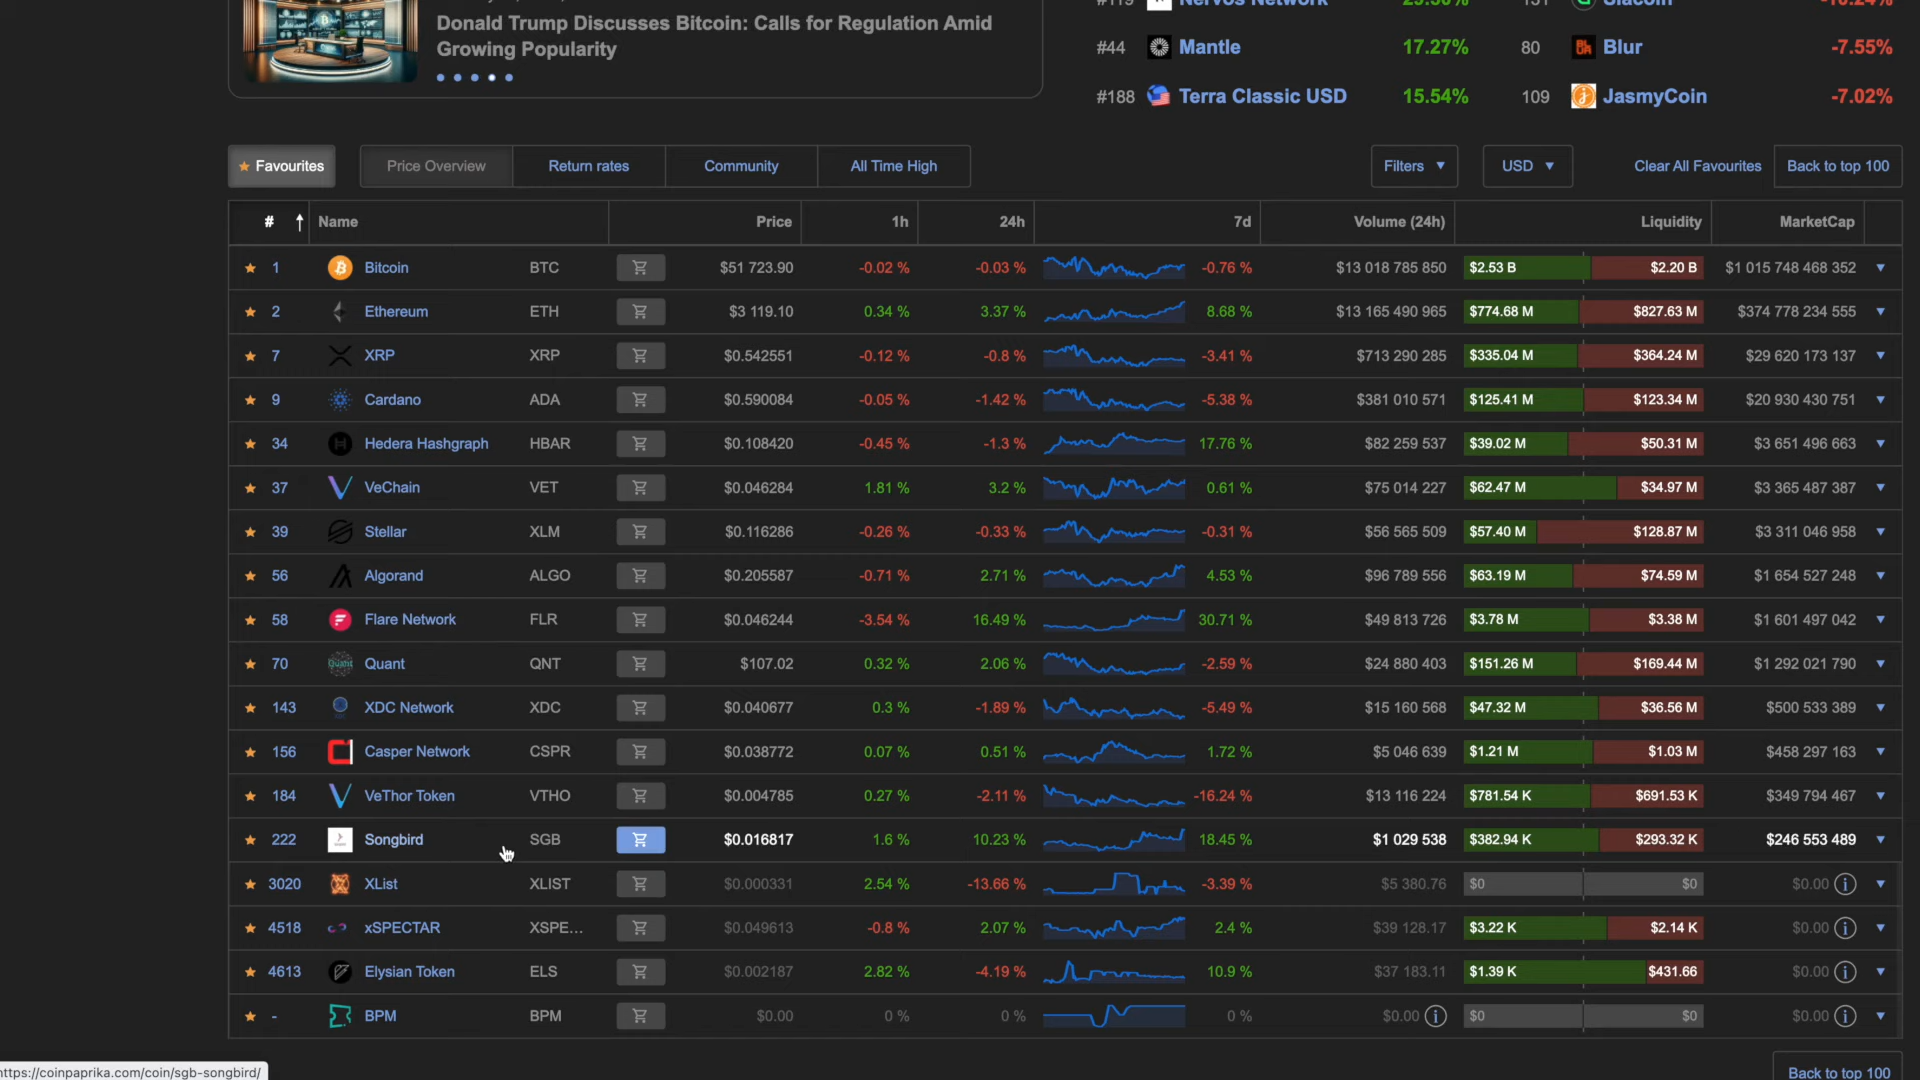 Donald Trump Discusses Bitcoin: Calls for Regulation Amid
Growing Popularity
#119 Nervos Network
#44 Mantle 17.27% 80 Blur -7.55%
#188 Terra Classic USD 15.54% 109 JasmyCoin -7.02%
Favourites Price Overview Return rates Community All Time High Filters USD Clear All Favourites Back to top 100
# Name Price 1h 24h 7d Volume (24h) Liquidity MarketCap
1 Bitcoin BTC $51 723.90 -0.02 % -0.03 % -0.76 % $13 018 785 850 $2.53 B $2.20 B $1 015 748 468 352
2 Ethereum ETH $3 119.10 0.34 % 3.37 % 8.68 % $13 165 490 965 $774.68 M $827.63 M $374 778 234 555
7 XRP XRP $0.542551 -0.12 % -0.8 % -3.41 % $713 290 285 $335.04 M $364.24 M $29 620 173 137
9 Cardano ADA $0.590084 -0.05 % -1.42 % -5.38 % $381 010 571 $125.41 M $123.34 M $20 930 430 751
34 Hedera Hashgraph HBAR $0.108420 -0.45 % -1.3 % 17.76 % $82 259 537 $39.02 M $50.31 M $3 651 496 663
37 VeChain VET $0.046284 1.81 % 3.2 % 0.61 % $75 014 227 $62.47 M $34.97 M $3 365 487 387
39 Stellar XLM $0.116286 -0.26 % -0.33 % -0.31 % $56 565 509 $57.40 M $128.87 M $3 311 046 958
56 Algorand ALGO $0.205587 -0.71 % 2.71 % 4.53 % $96 789 556 $63.19 M $74.59 M $1 654 527 248
58 Flare Network FLR $0.046244 -3.54 % 16.49 % 30.71 % $49 813 726 $3.78 M $3.38 M $1 601 497 042
70 Quant QNT $107.02 0.32 % 2.06 % -2.59 % $24 880 403 $151.26 M $169.44 M $1 292 021 790
143 XDC Network XDC $0.040677 0.3 % -1.89 % -5.49 % $15 160 568 $47.32 M $36.56 M $500 533 389
156 Casper Network CSPR $0.038772 0.07 % 0.51 % 1.72 % $5 046 639 $1.21 M $1.03 M $458 297 163
184 VeThor Token VTHO $0.004785 0.27 % -2.11 % -16.24 % $13 116 224 $781.54 K $691.53 K $349 794 467
222 Songbird SGB $0.016817 1.6 % 10.23 % 18.45 % $1 029 538 $382.94 K $293.32 K $246 553 489
3020 XList XLIST $0.000331 2.54 % -13.66 % -3.39 % $5 380.76 $0 $0 $0.00
4518 xSPECTAR XSPE... $0.049613 -0.8 % 2.07 % 2.4 % $39 128.17 $3.22 K $2.14 K $0.00
4613 Elysian Token ELS $0.002187 2.82 % -4.19 % 10.9 % $37 183.11 $1.39 K $431.66 $0.00
- BPM BPM $0.00 0 % 0 % 0 % $0.00 $0 $0 $0.00
https://coinpaprika.com/coin/sgb-songbird/
Back to top 100